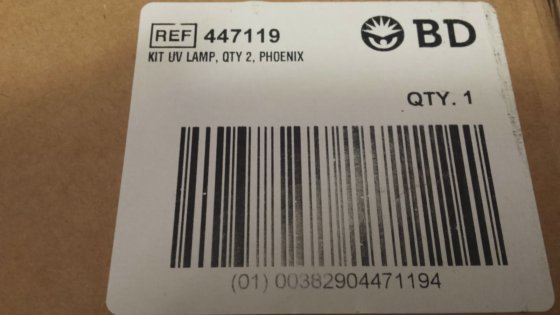 REF 447119
BD
KIT UV LAMP, QTY 2, PHOENIX
QTY. 1
(01) 00382904471194